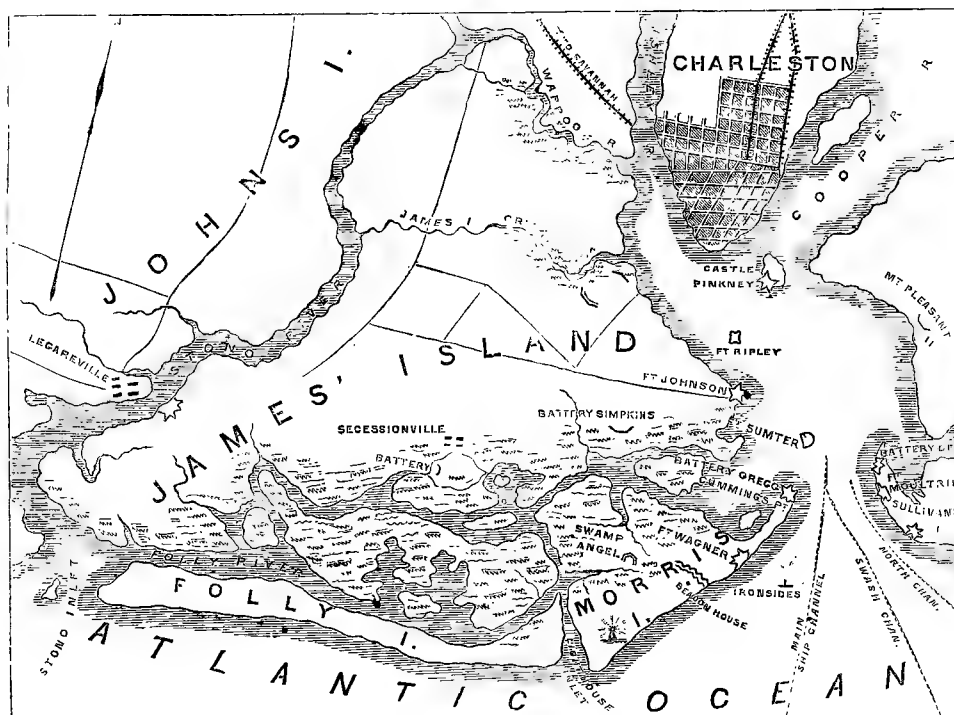 CHARLESTON
TO SAVANNAH
WAPPOO R
COOPER R
JOHNS I.
JAMES I CR.
CASTLE
PINKNEY
MT PLEASANT
FT RIPLEY
STONO
LEGAREVILLE
JAMES' ISLAND
FT JOHNSON
BATTERY SIMPKINS
SUMTER
SECESSIONVILLE
BATTERY
BATTERY GREGG
CUMMINGS P.
BATTERY
FT MOULTRIE
SULLIVANS
I
SWAMP
ANGEL
FT WAGNER
MORRIS
I.
BEACON HOUSE
IRONSIDES
FOLLY RIVER
FOLLY I.
STONO INLET
MAIN
SHIP CHANNEL
SWASH CHAN.
NORTH CHAN.
ATLANTIC OCEAN